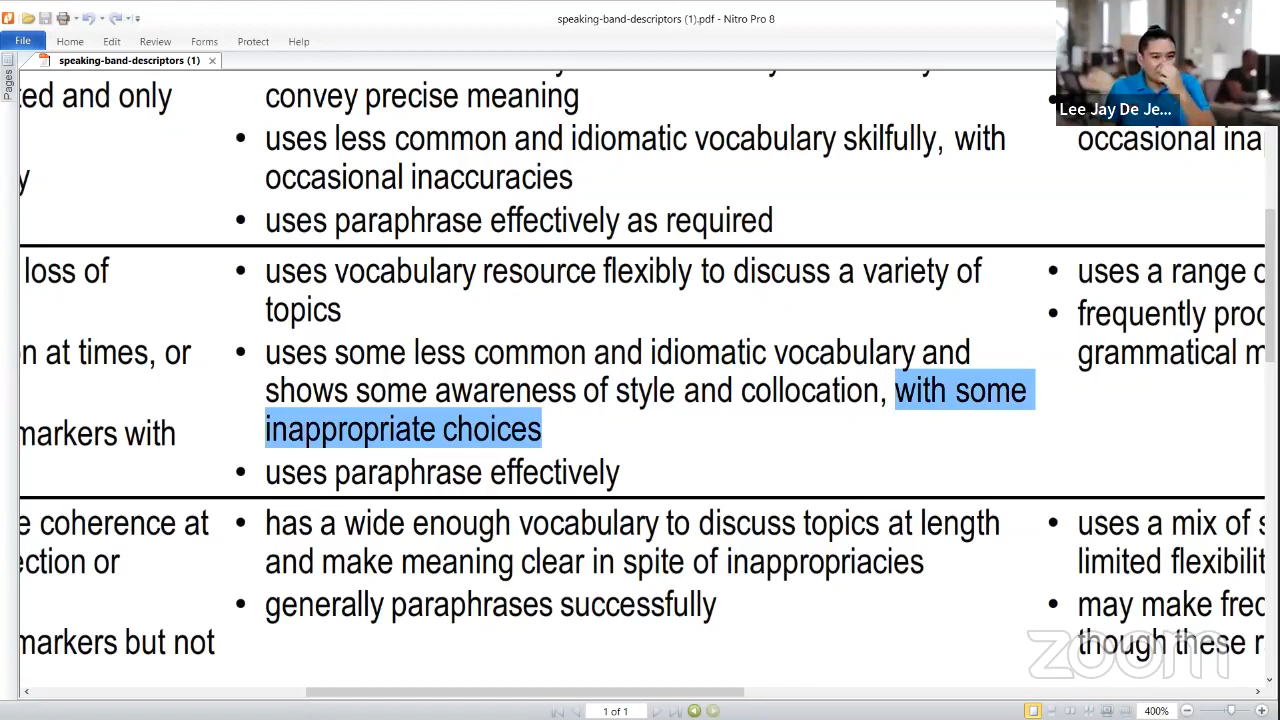 speaking-band-descriptors (1).pdf - Nitro Pro 8
File Home Edit Review Forms Protect Help
speaking-band-descriptors (1)
Pages
Lee Jay De Je...
ted and only
convey precise meaning
• uses less common and idiomatic vocabulary skilfully, with
occasional inaccuracies
occasional ina
y
• uses paraphrase effectively as required
loss of
• uses vocabulary resource flexibly to discuss a variety of
topics
• uses a range o
n at times, or
• uses some less common and idiomatic vocabulary and
shows some awareness of style and collocation, with some
inappropriate choices
• frequently prod
grammatical m
markers with
• uses paraphrase effectively
e coherence at
ection or
• has a wide enough vocabulary to discuss topics at length
and make meaning clear in spite of inappropriacies
• uses a mix of s
limited flexibilit
• generally paraphrases successfully
• may make freq
though these r
markers but not
zoom
1 of 1
400%